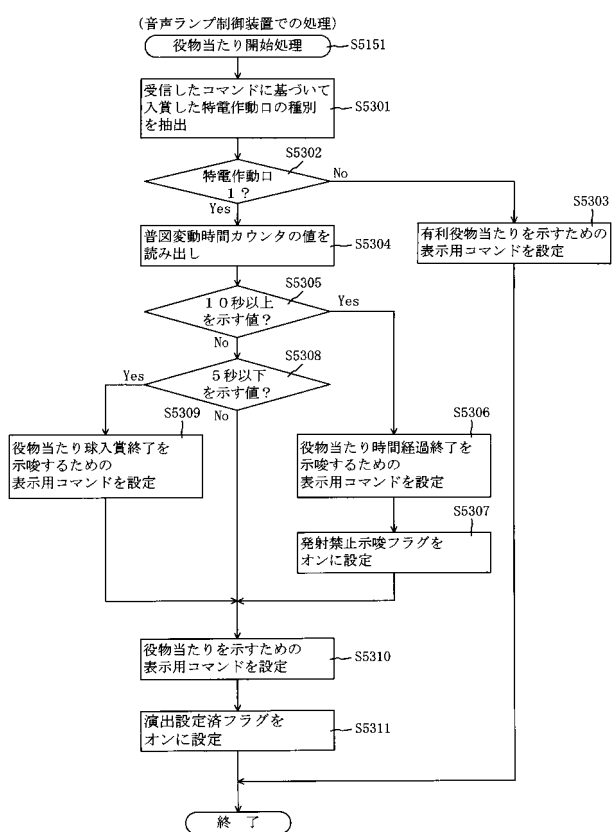 (音声ランプ制御装置での処理)
役物当たり開始処理
S5151
受信したコマンドに基づいて
入賞した特電作動口の種別
を抽出
S5301
S5302
特電作動口
1?
No
Yes
S5303
有利役物当たりを示すための
表示用コマンドを設定
普図変動時間カウンタの値を
読み出し
S5304
S5305
10秒以上
を示す値?
Yes
No
S5308
5秒以下
を示す値?
Yes
No
S5309
役物当たり球入賞終了を
示唆するための
表示用コマンドを設定
S5306
役物当たり時間経過終了を
示唆するための
表示用コマンドを設定
S5307
発射禁止示唆フラグを
オンに設定
役物当たりを示すための
表示用コマンドを設定
S5310
演出設定済フラグを
オンに設定
S5311
終 了